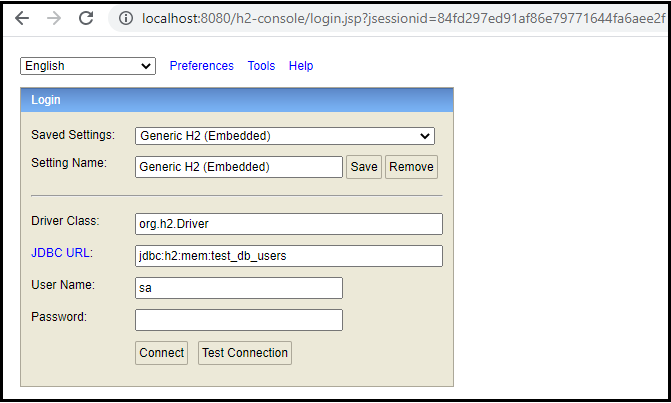 localhost:8080/h2-console/login.jsp?jsessionid=84fd297ed91af86e79771644fa6aee2f
English Preferences Tools Help
Login
Saved Settings: Generic H2 (Embedded)
Setting Name: Generic H2 (Embedded) Save Remove
Driver Class: org.h2.Driver
JDBC URL: jdbc:h2:mem:test_db_users
User Name: sa
Password:
Connect Test Connection